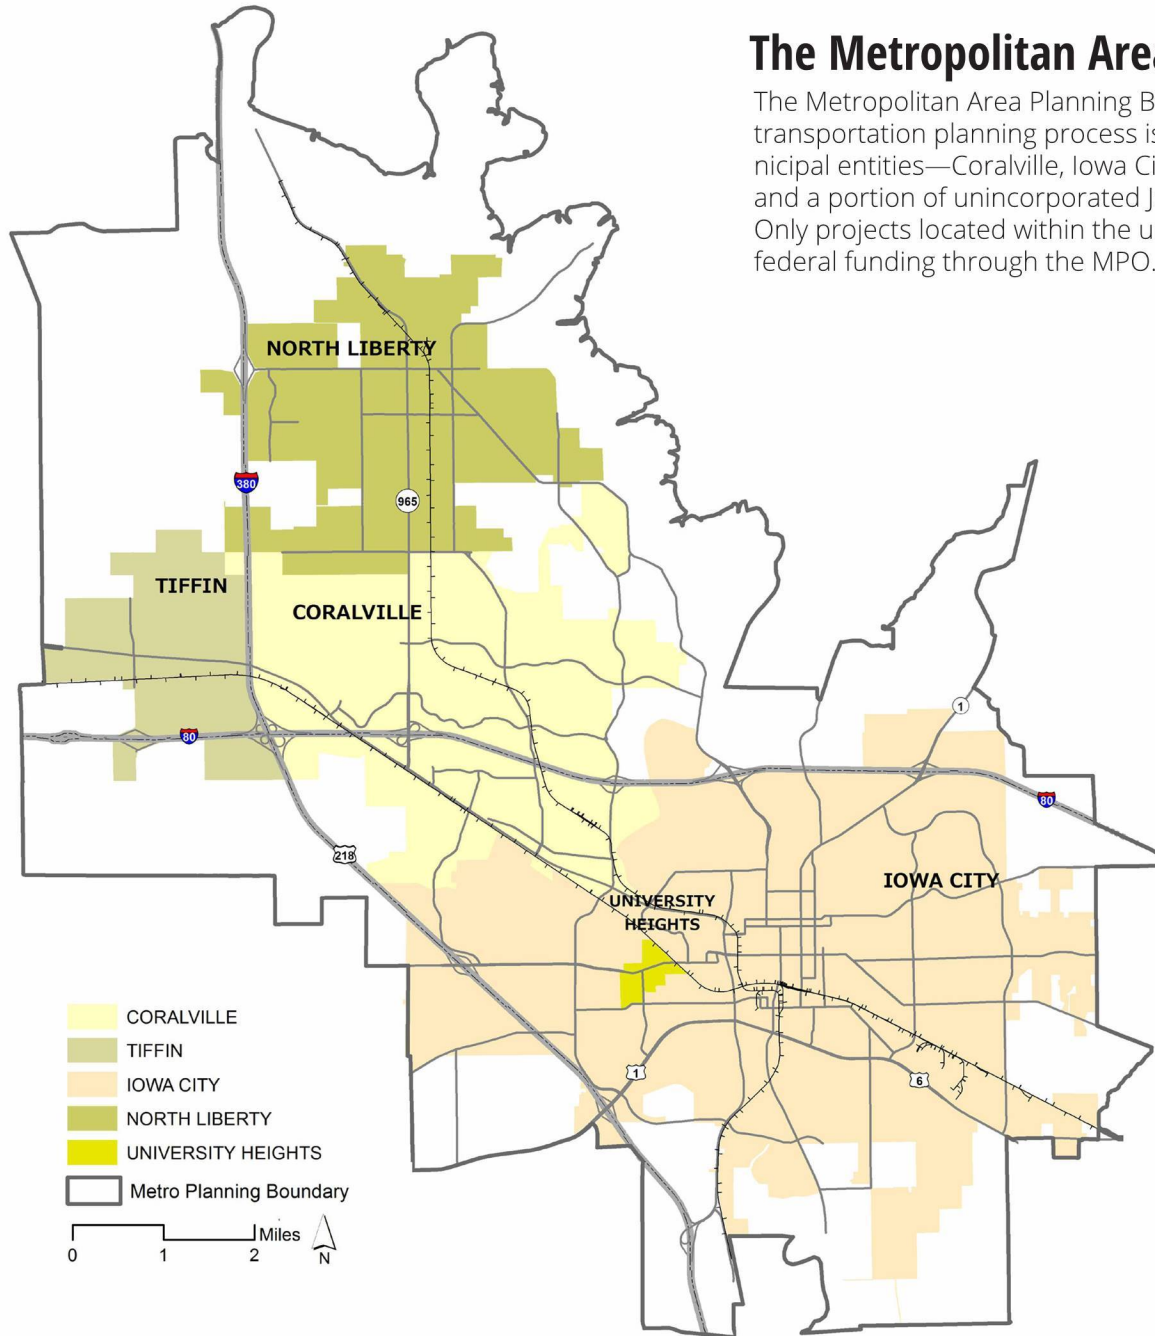 The Metropolitan Area
The Metropolitan Area Planning B
transportation planning process is
nicipal entities—Coralville, Iowa Ci
and a portion of unincorporated J
Only projects located within the u
federal funding through the MPO.
NORTH LIBERTY
380
965
TIFFIN
CORALVILLE
1
80
80
218
IOWA CITY
UNIVERSITY
HEIGHTS
1
6
CORALVILLE
TIFFIN
IOWA CITY
NORTH LIBERTY
UNIVERSITY HEIGHTS
Metro Planning Boundary
Miles
0 1 2
N